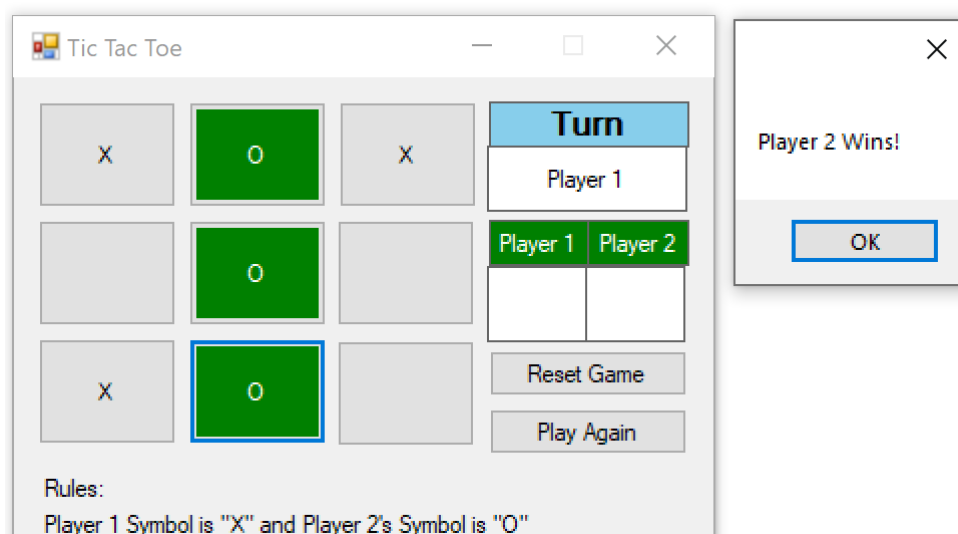 Tic Tac Toe
X O X
O
X O
Turn
Player 1
Player 1 Player 2
Reset Game
Play Again
Rules:
Player 1 Symbol is "X" and Player 2's Symbol is "O"
Player 2 Wins!
OK